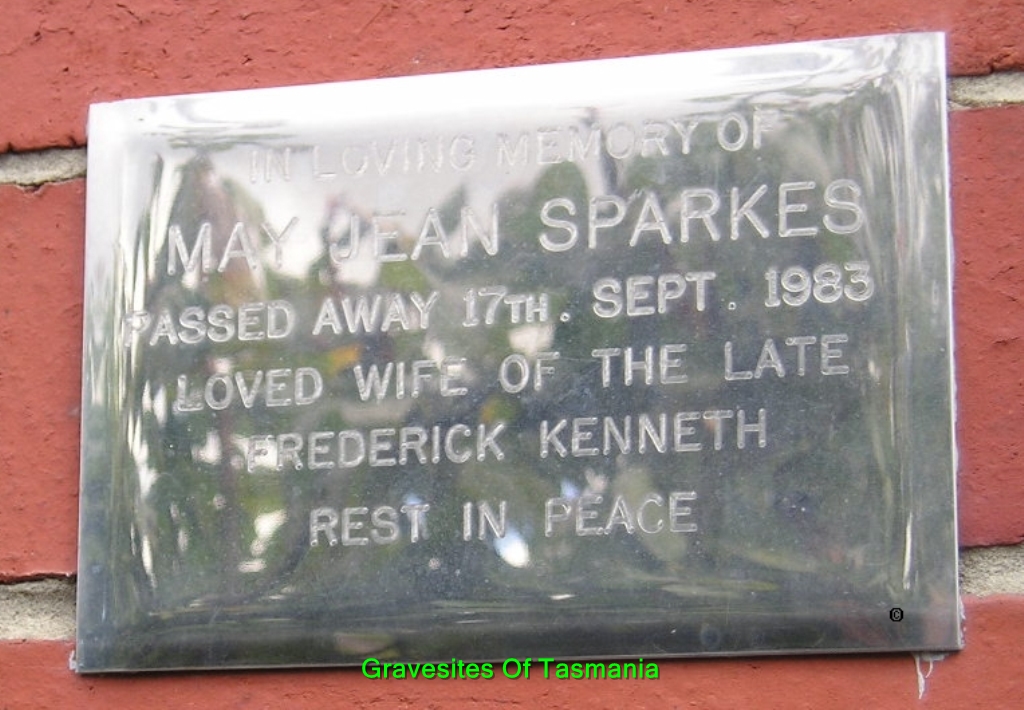 IN LOVING MEMORY OF
MAY JEAN SPARKES
PASSED AWAY 17TH. SEPT. 1983
LOVED WIFE OF THE LATE
FREDERICK KENNETH
REST IN PEACE
©
Gravesites Of Tasmania